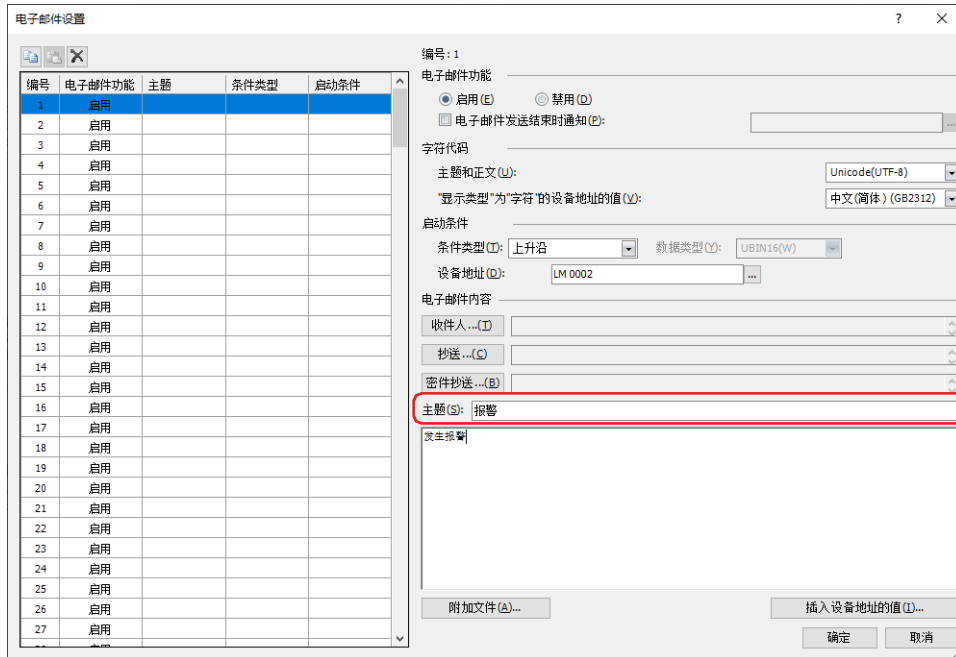 电子邮件设置
编号:1
编号 电子邮件功能 主题 条件类型 启动条件
1 启用
2 启用
3 启用
4 启用
5 启用
6 启用
7 启用
8 启用
9 启用
10 启用
11 启用
12 启用
13 启用
14 启用
15 启用
16 启用
17 启用
18 启用
19 启用
20 启用
21 启用
22 启用
23 启用
24 启用
25 启用
26 启用
27 启用
电子邮件功能
启用(E) 禁用(D)
电子邮件发送结束时通知(P): ...
字符代码
主题和正文(U): Unicode(UTF-8)
"显示类型"为"字符"的设备地址的值(V): 中文(简体) (GB2312)
启动条件
条件类型(T): 上升沿 数据类型(Y): UBIN16(W)
设备地址(D): LM 0002 ...
电子邮件内容
收件人...(T)
抄送...(C)
密件抄送...(B)
主题(S): 报警
发生报警
附加文件(A)... 插入设备地址的值(I)...
确定 取消